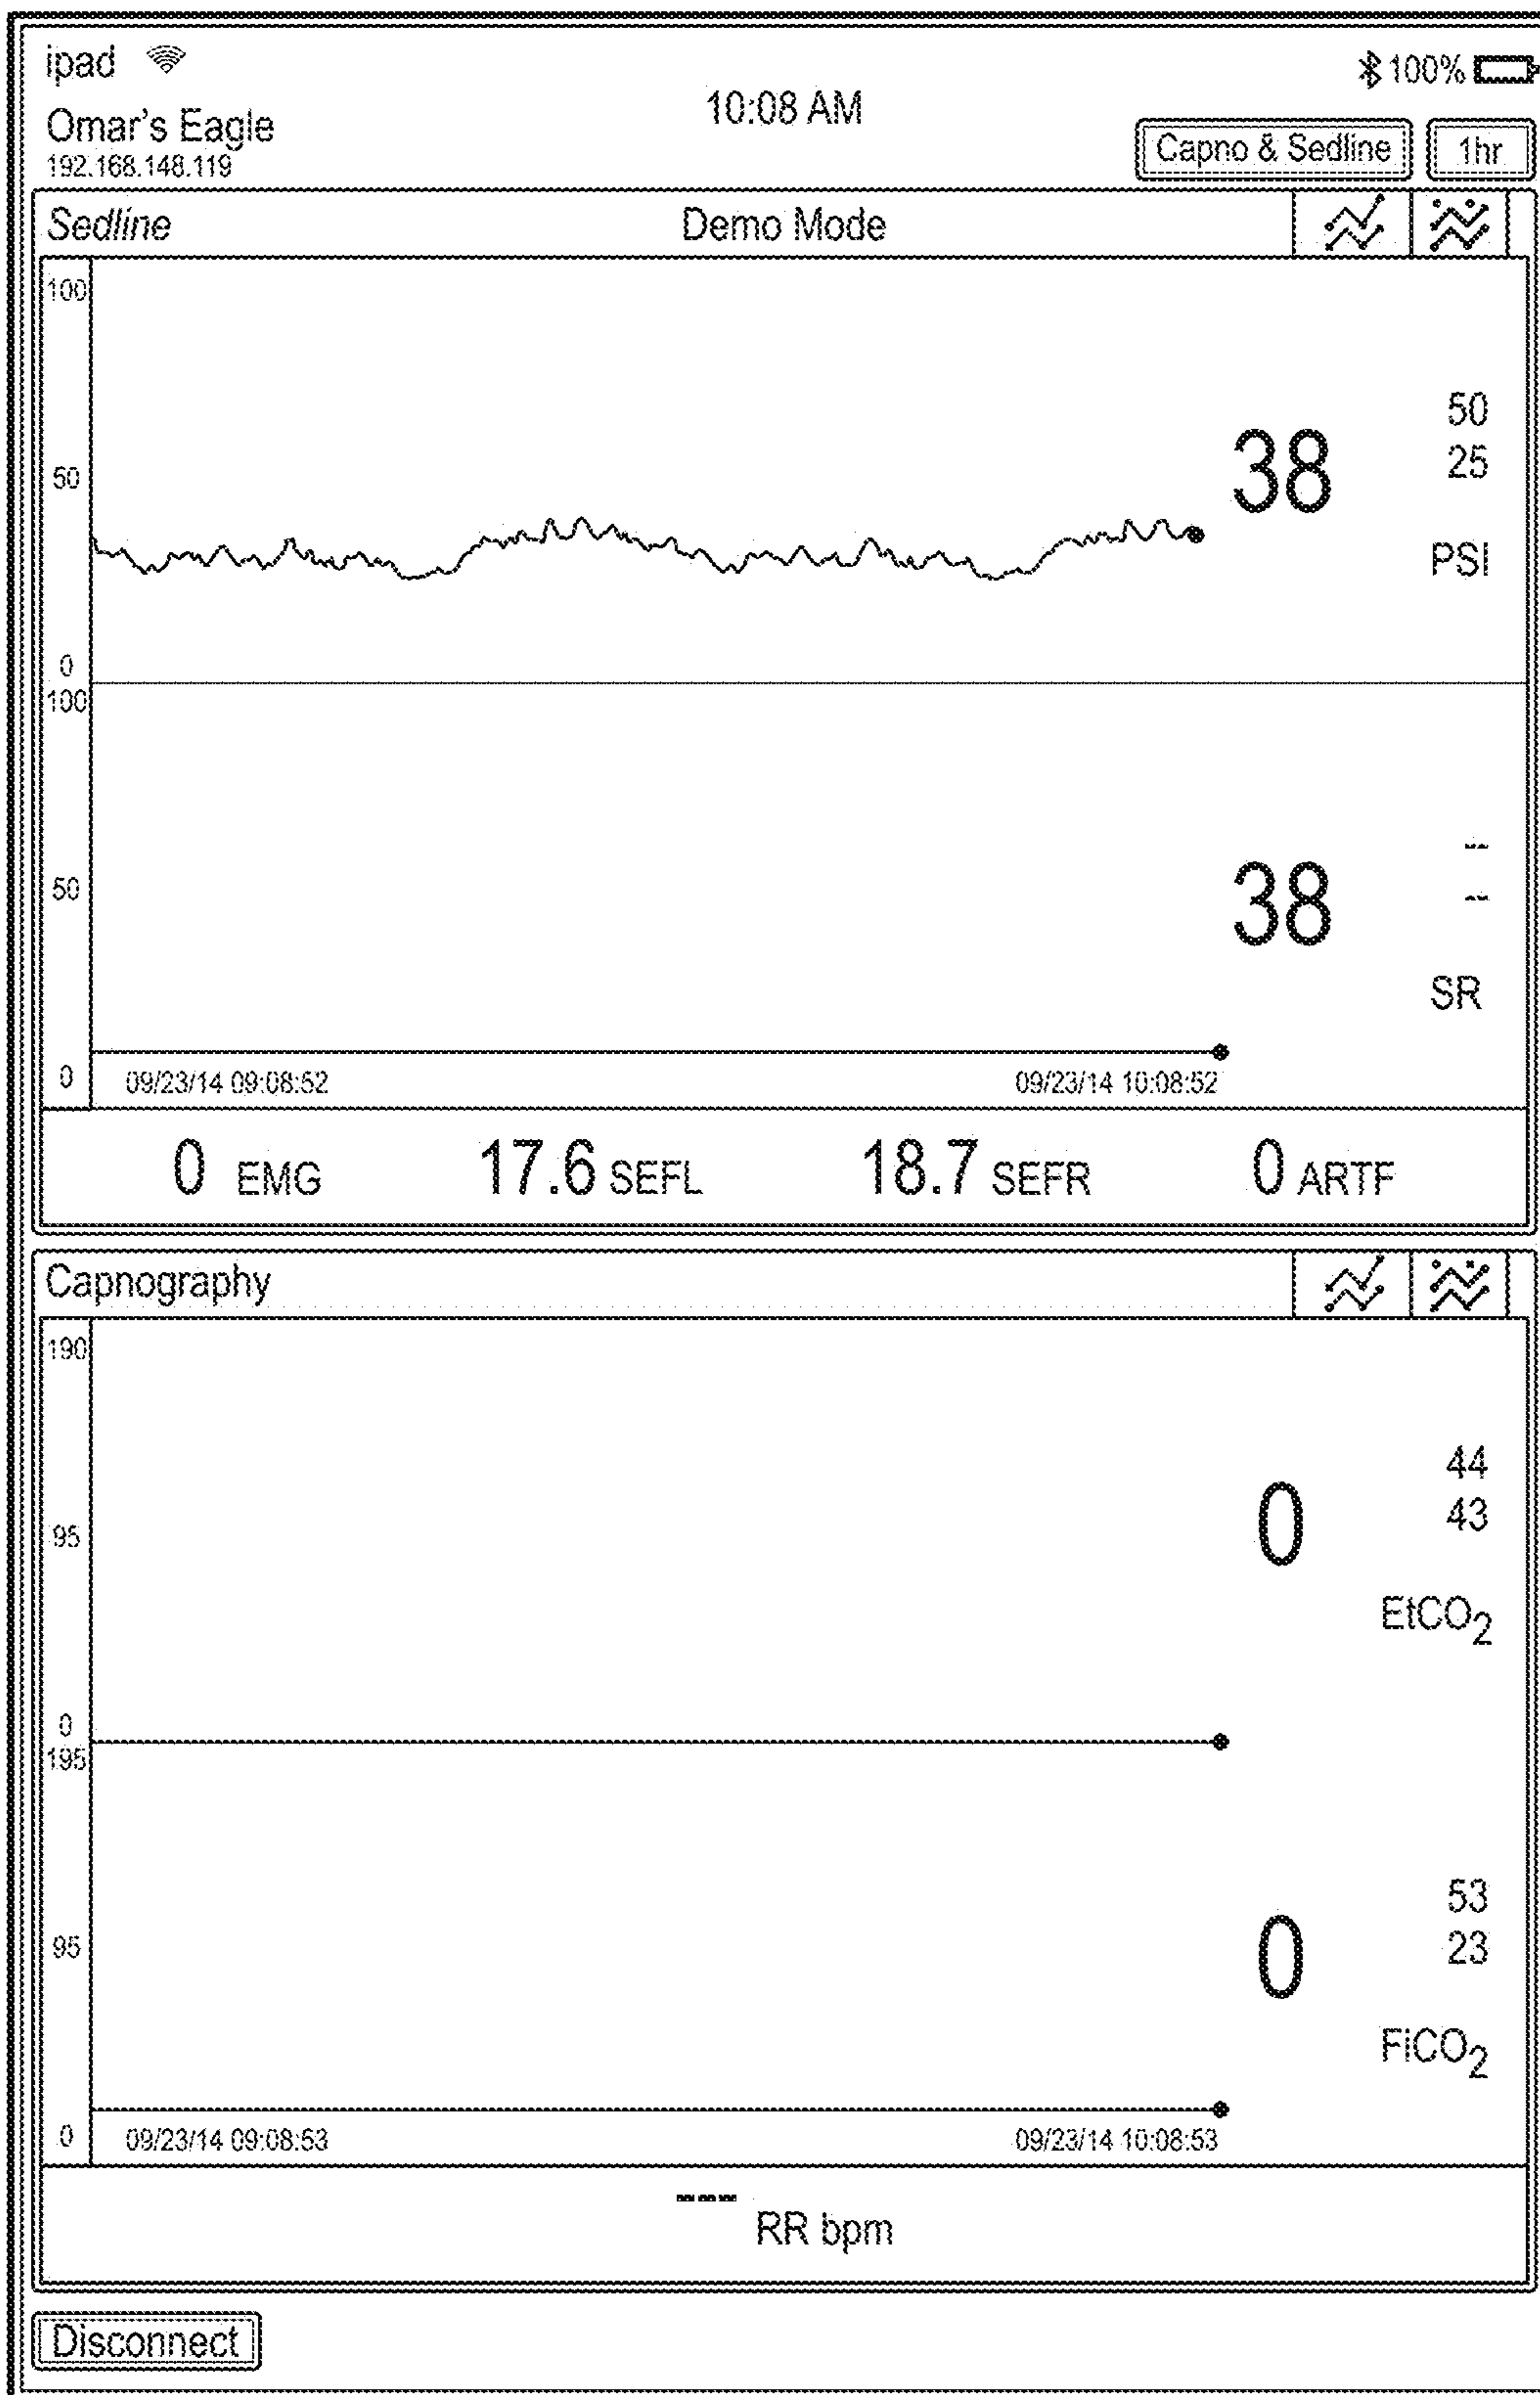 ipad
100%
10:08 AM
Omar's Eagle
192.168.148.119
Capno & Sedline
1hr
Sedline
Demo Mode
100
50
0
38
50
25
PSI
100
50
0
38
--
--
SR
09/23/14 09:08:52
09/23/14 10:08:52
0 EMG
17.6 SEFL
18.7 SEFR
0 ARTF
Capnography
190
95
0
0
44
43
EtCO2
195
95
0
0
53
23
FiCO2
09/23/14 09:08:53
09/23/14 10:08:53
--- RR bpm
Disconnect